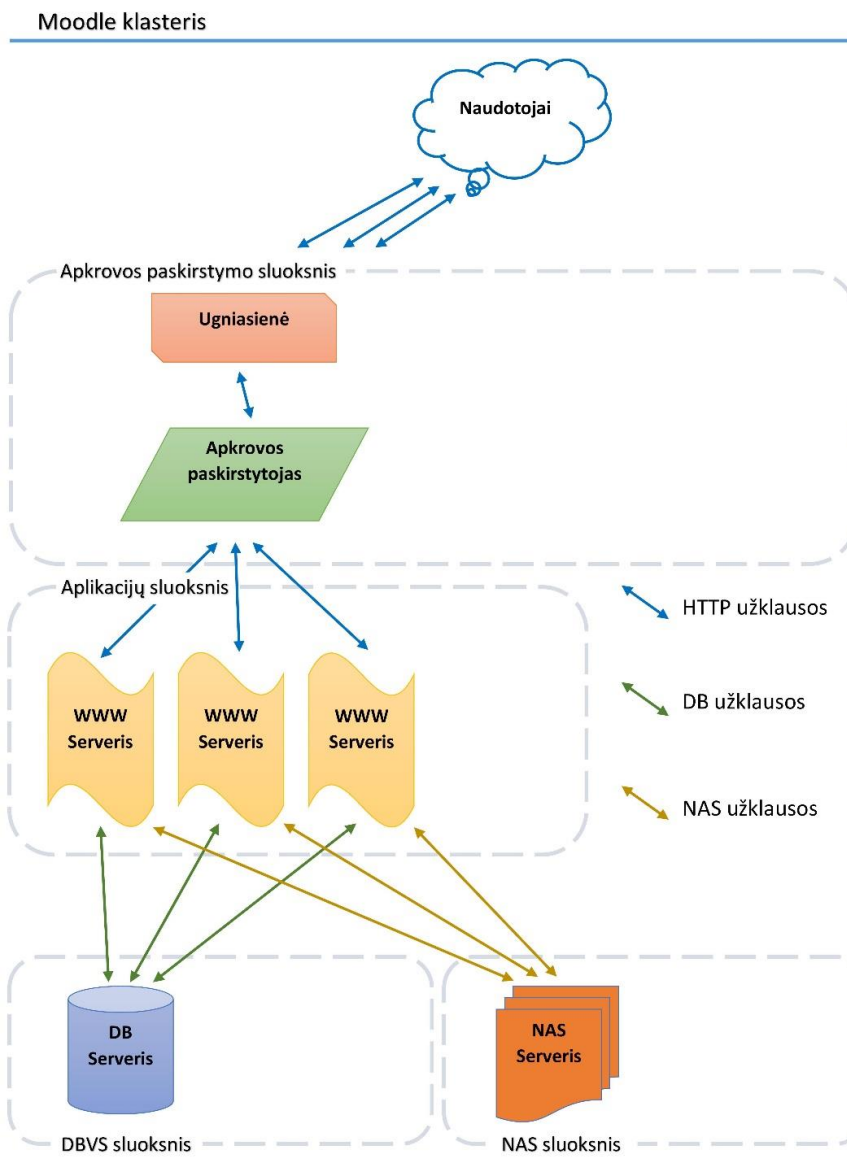 Moodle klasteris
Naudotojai
Apkrovos paskirstymo sluoksnis
Ugniasienė
Apkrovos
paskirstytojas
Aplikacijų sluoksnis
HTTP užklausos
WWW
Serveris
WWW
Serveris
WWW
Serveris
DB užklausos
NAS užklausos
DB
Serveris
NAS
Serveris
DBVS sluoksnis
NAS sluoksnis